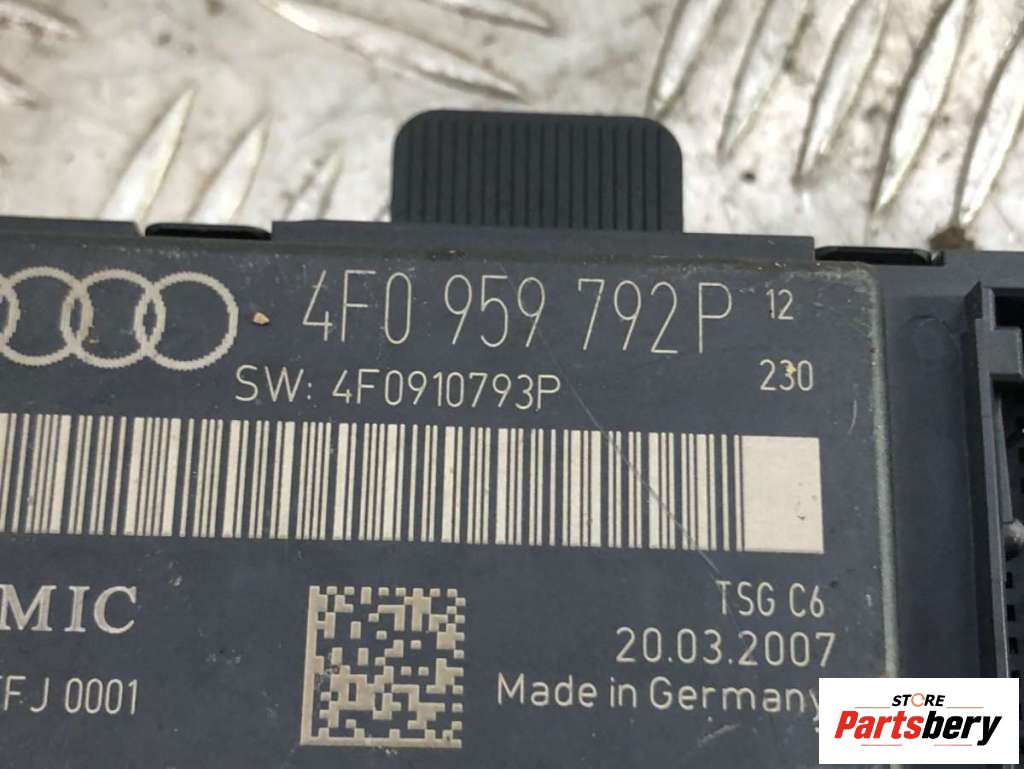 4F0 959 792P 12
SW: 4F0910793P 230
MIC
TSG C6
20.03.2007
J 0001
Made in Germany
STORE
Partsbery